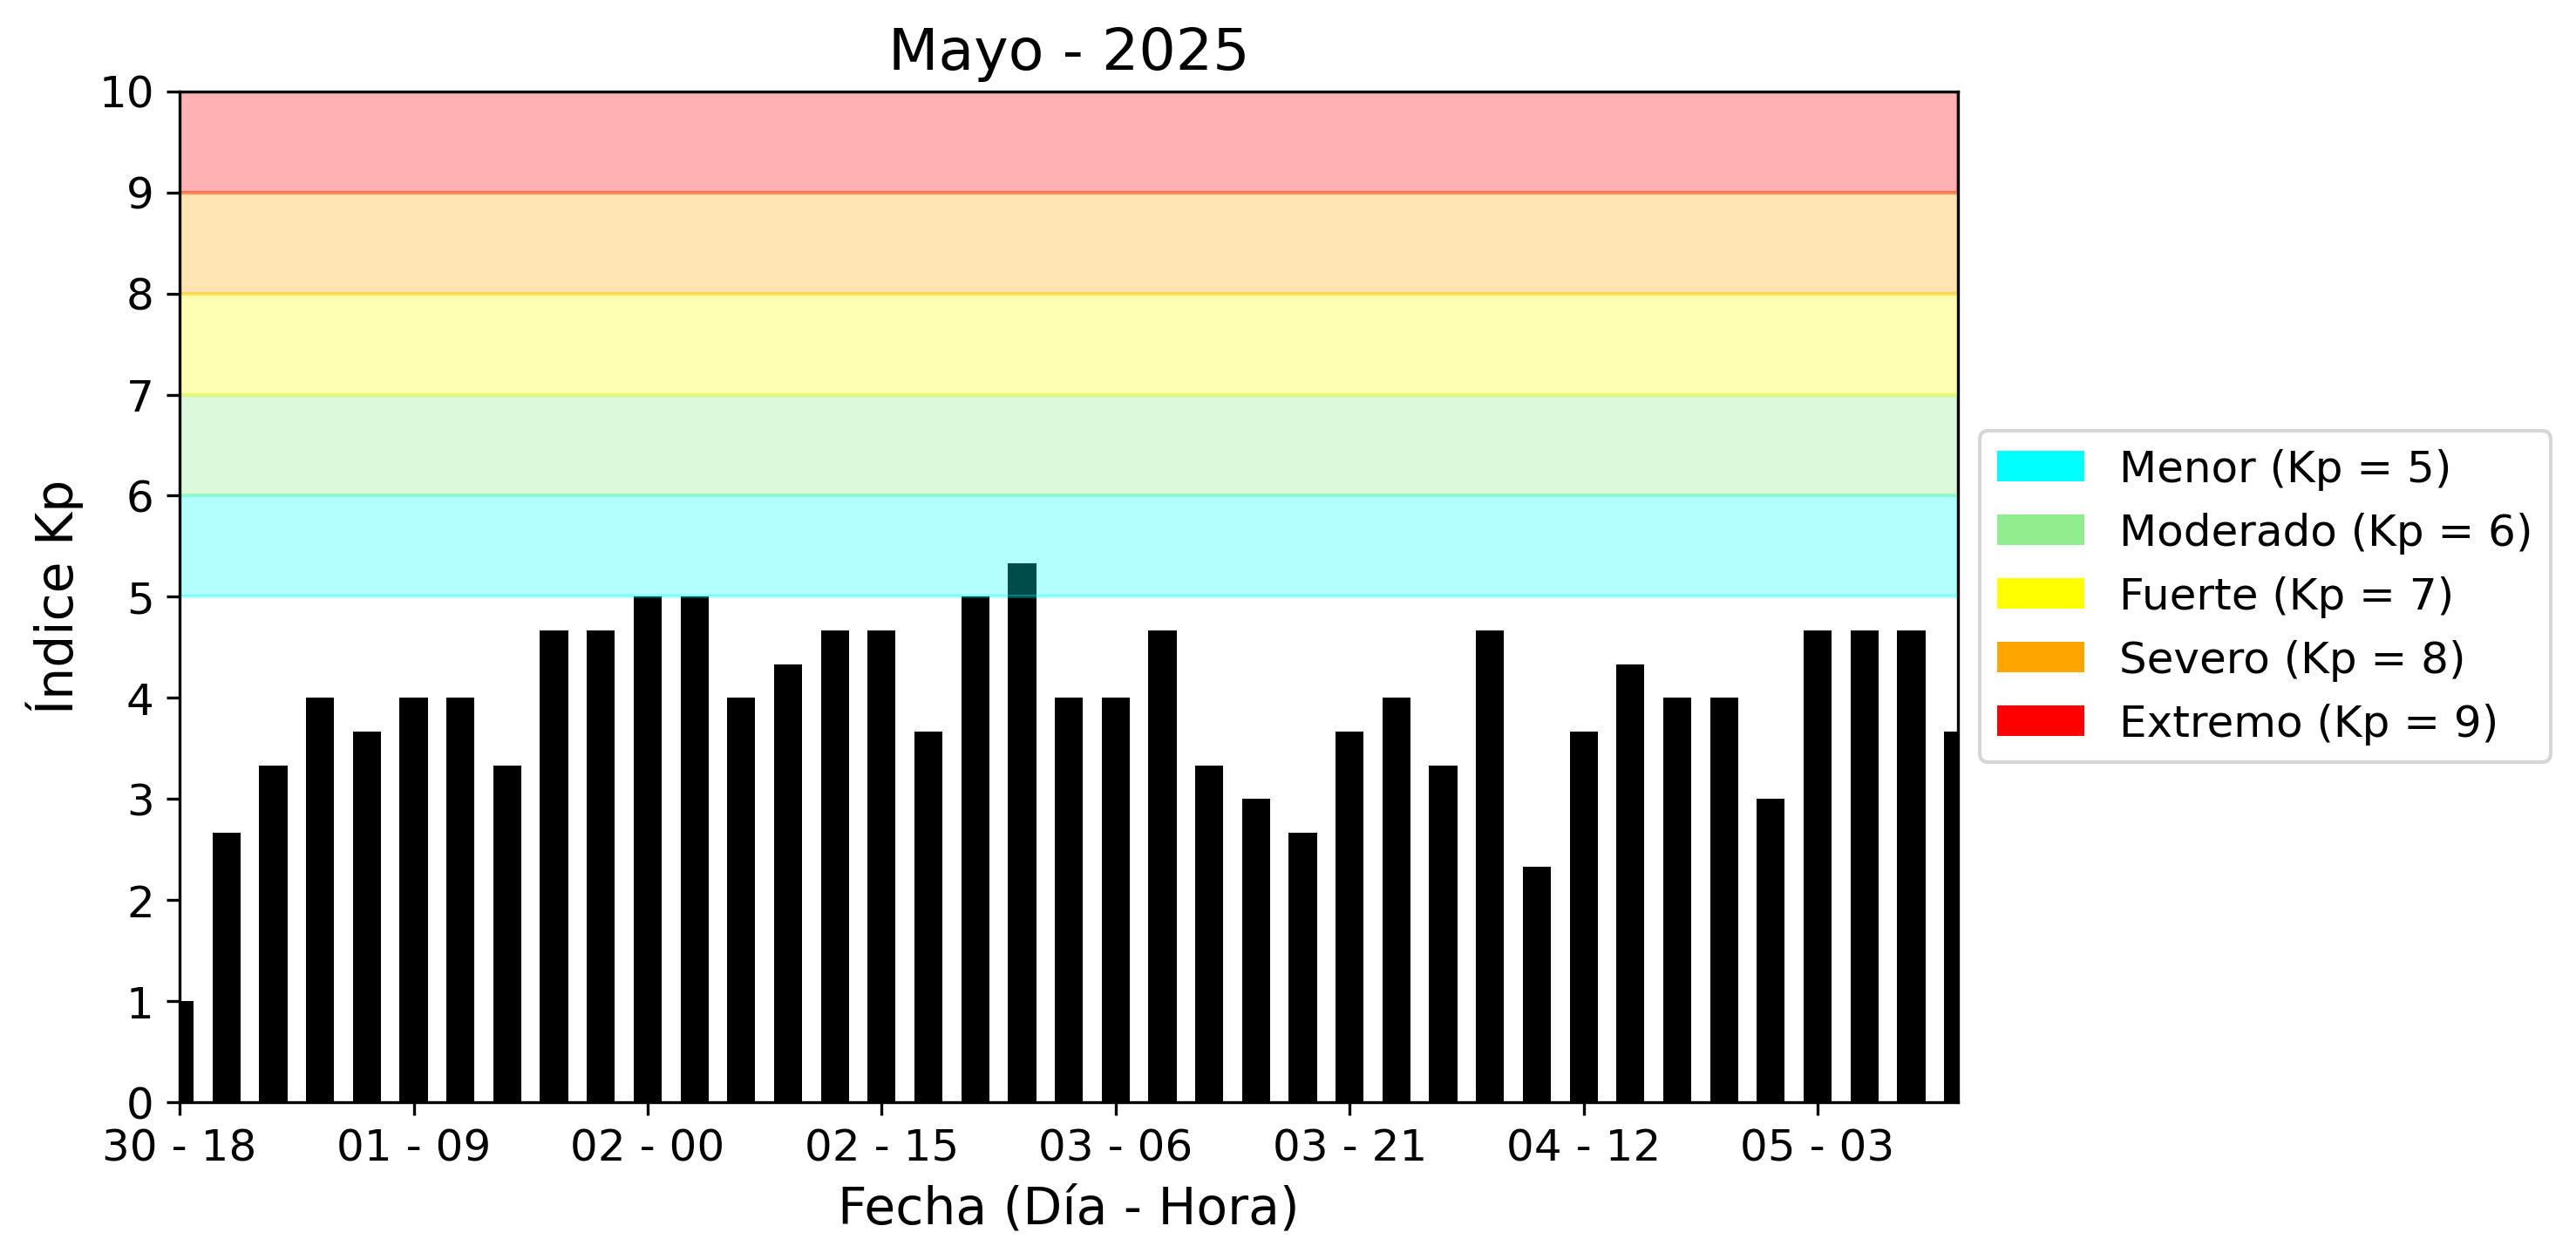 Mayo - 2025
10
9
8
7
6
5
4
3
2
1
0
Índice Kp
30 - 18 01 - 09 02 - 00 02 - 15 03 - 06 03 - 21 04 - 12 05 - 03
Fecha (Día - Hora)
Menor (Kp = 5)
Moderado (Kp = 6)
Fuerte (Kp = 7)
Severo (Kp = 8)
Extremo (Kp = 9)